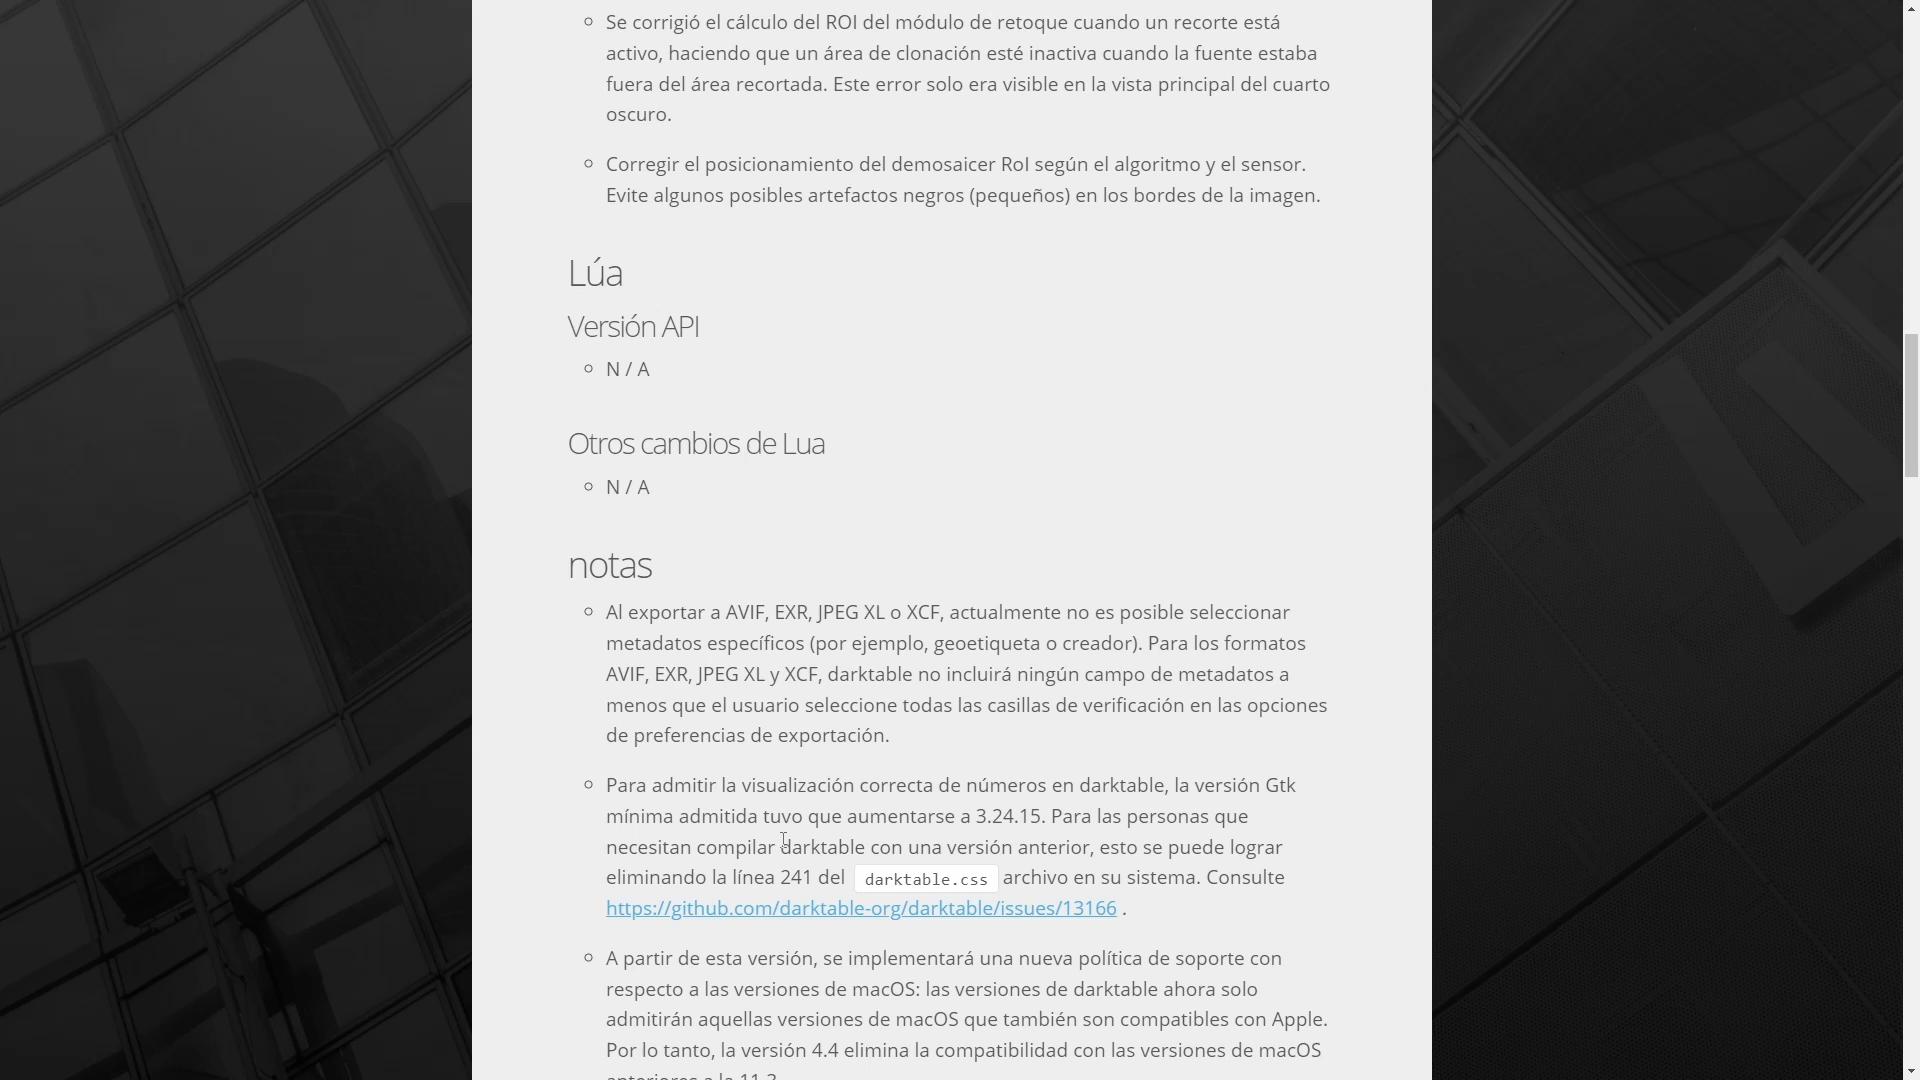 Se corrigió el cálculo del ROI del módulo de retoque cuando un recorte está
activo, haciendo que un área de clonación esté inactiva cuando la fuente estaba
fuera del área recortada. Este error solo era visible en la vista principal del cuarto
oscuro.
Corregir el posicionamiento del demosaicer RoI según el algoritmo y el sensor.
Evite algunos posibles artefactos negros (pequeños) en los bordes de la imagen.
Lúa
Versión API
N / A
Otros cambios de Lua
N / A
notas
Al exportar a AVIF, EXR, JPEG XL o XCF, actualmente no es posible seleccionar
metadatos específicos (por ejemplo, geoetiqueta o creador). Para los formatos
AVIF, EXR, JPEG XL y XCF, darktable no incluirá ningún campo de metadatos a
menos que el usuario seleccione todas las casillas de verificación en las opciones
de preferencias de exportación.
Para admitir la visualización correcta de números en darktable, la versión Gtk
mínima admitida tuvo que aumentarse a 3.24.15. Para las personas que
necesitan compilar darktable con una versión anterior, esto se puede lograr
eliminando la línea 241 del darktable.css archivo en su sistema. Consulte
https://github.com/darktable-org/darktable/issues/13166 .
A partir de esta versión, se implementará una nueva política de soporte con
respecto a las versiones de macOS: las versiones de darktable ahora solo
admitirán aquellas versiones de macOS que también son compatibles con Apple.
Por lo tanto, la versión 4.4 elimina la compatibilidad con las versiones de macOS
anteriores a la 11.3